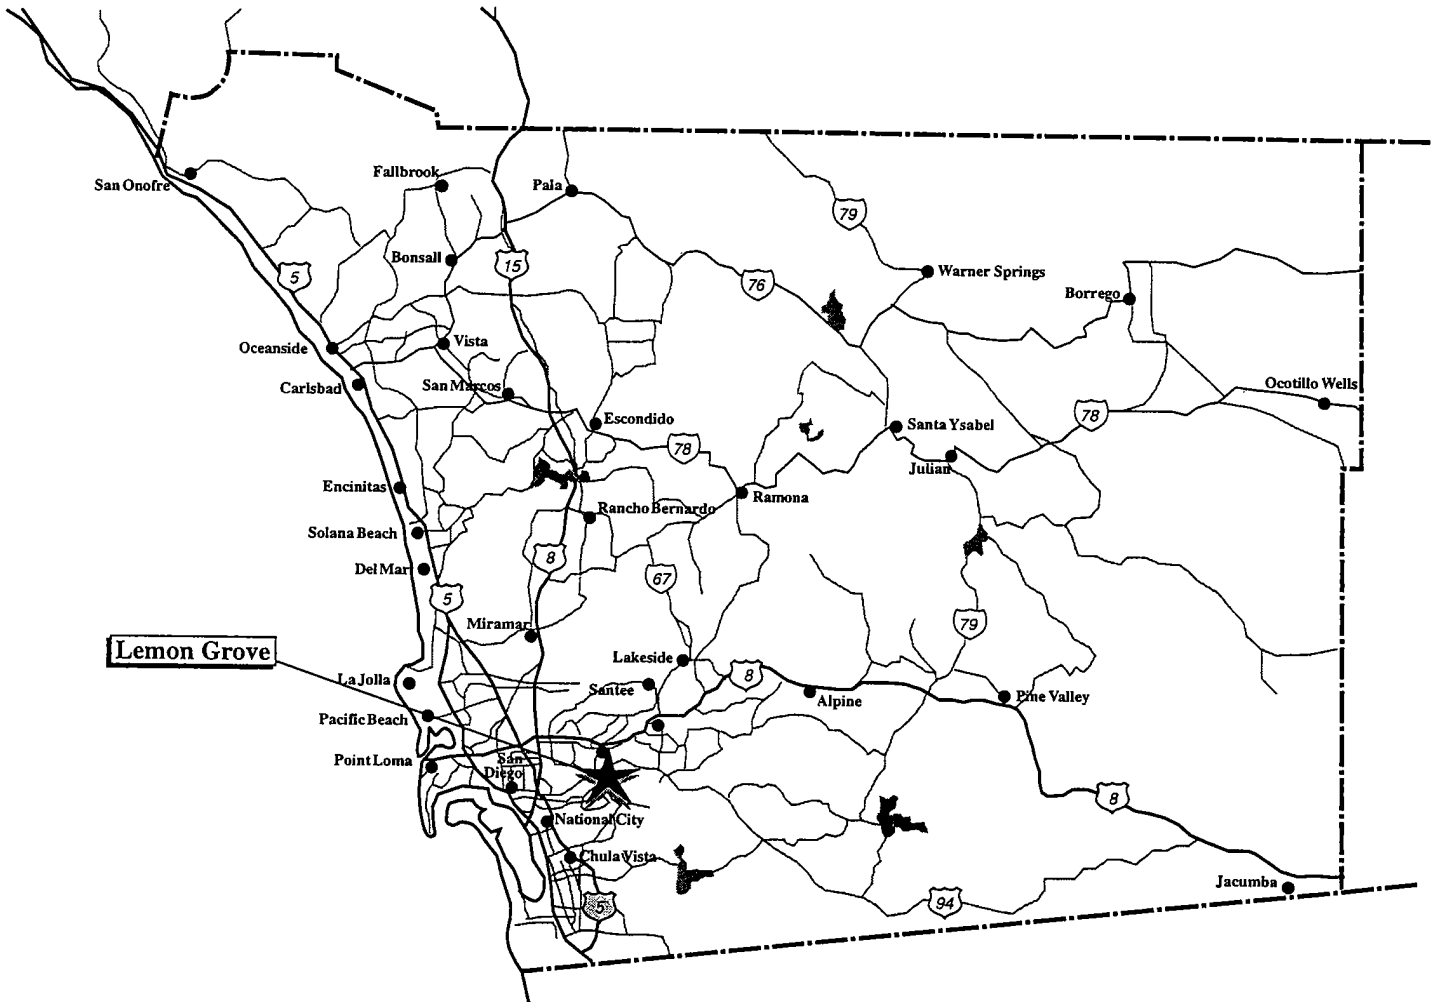 Fallbrook
San Onofre
Pala
79
Bonsall
15
5
Warner Springs
76
Borrego
Oceanside
Vista
Carlsbad
San Marcos
Ocotillo Wells
Escondido
78
Santa Ysabel
78
Julian
Encinitas
Ramona
Rancho Bernardo
Solana Beach
8
Del Mar
67
5
Miramar
79
Lemon Grove
Lakeside
La Jolla
Santee
8
Alpine
Pine Valley
Pacific Beach
Point Loma
San
Diego
8
National City
Chula Vista
Jacumba
5
94